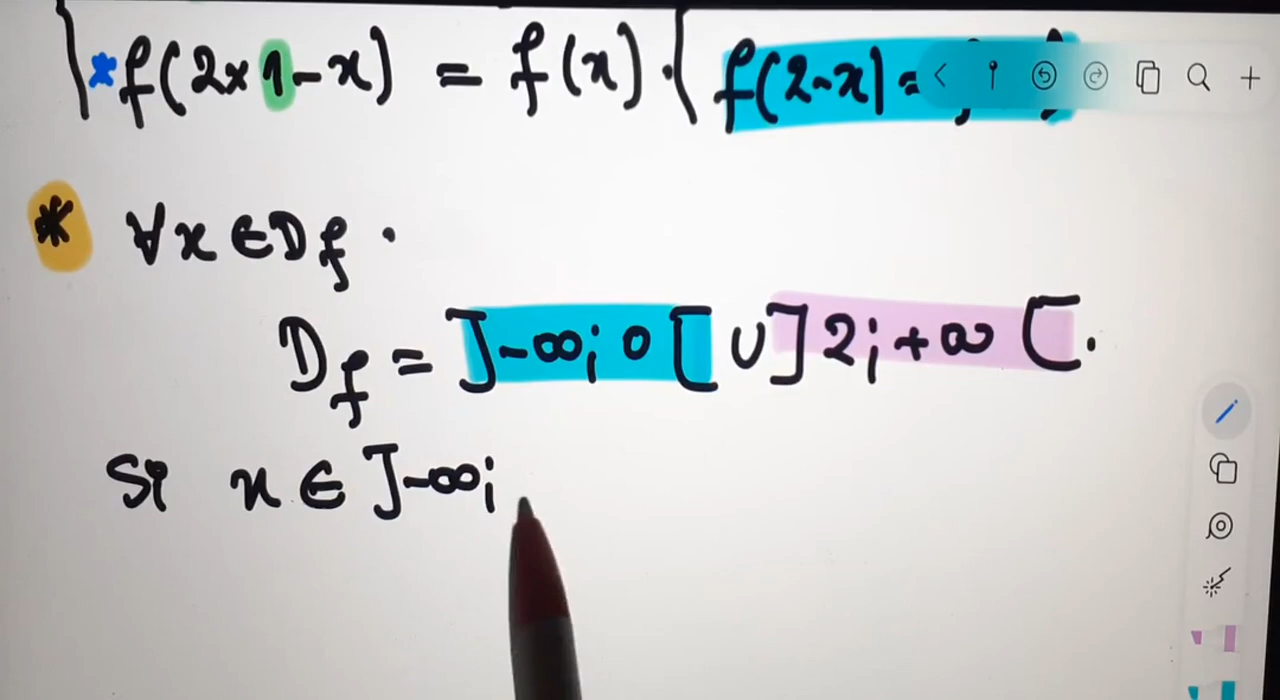 * f(2×1-x) = f(x). f(2-x) =
* ∀x ∈ Df.
Df = ]-∞; 0[ ∪ ]2; +∞[.
Si x ∈ ]-∞;